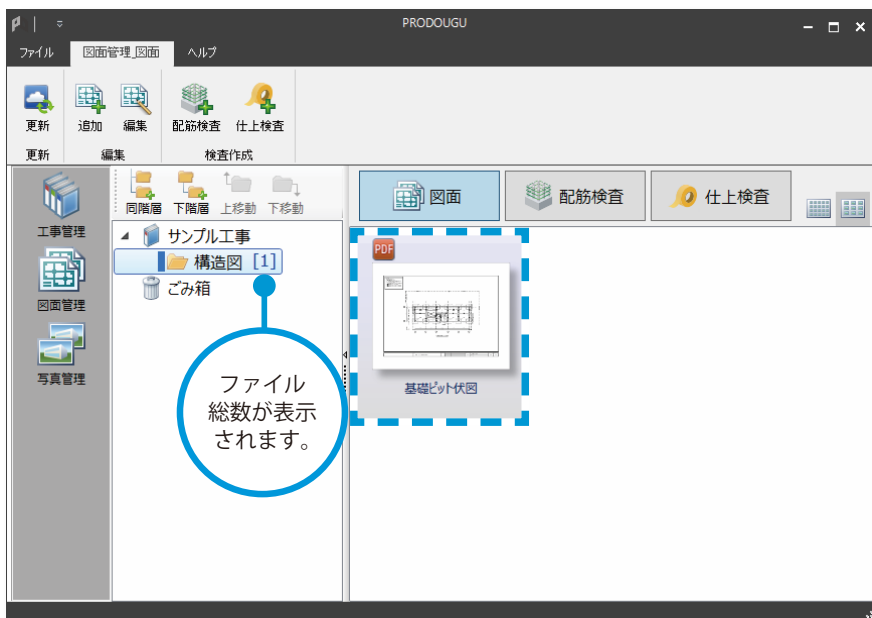 PRODOUGU
ファイル 図面管理_図面 ヘルプ
更新 追加 編集 配筋検査 仕上検査
更新 編集 検査作成
工事管理
図面管理
写真管理
同階層 下階層 上移動 下移動
サンプル工事
構造図 [1]
ごみ箱
ファイル
総数が表示
されます。
図面 配筋検査 仕上検査
PDF
基礎ピット伏図